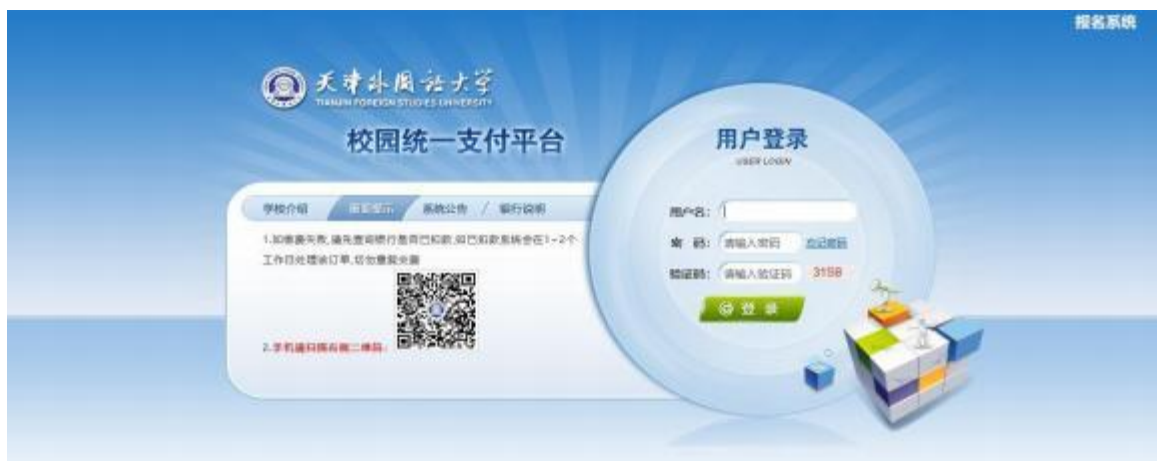 报名系统
天津外国语大学
TIANJIN FOREIGN STUDIES UNIVERSITY
校园统一支付平台
用户登录
USER LOGIN
学校介绍
系统公告 / 银行说明
1.如缴费失败,请先查询银行是否已扣款,如已扣款系统会在1-2个
工作日处理该订单,切勿重复交费
2.手机请扫描右侧二维码。
用户名:
密 码: 请输入密码 忘记密码
验证码: 请输入验证码 3158
登 录